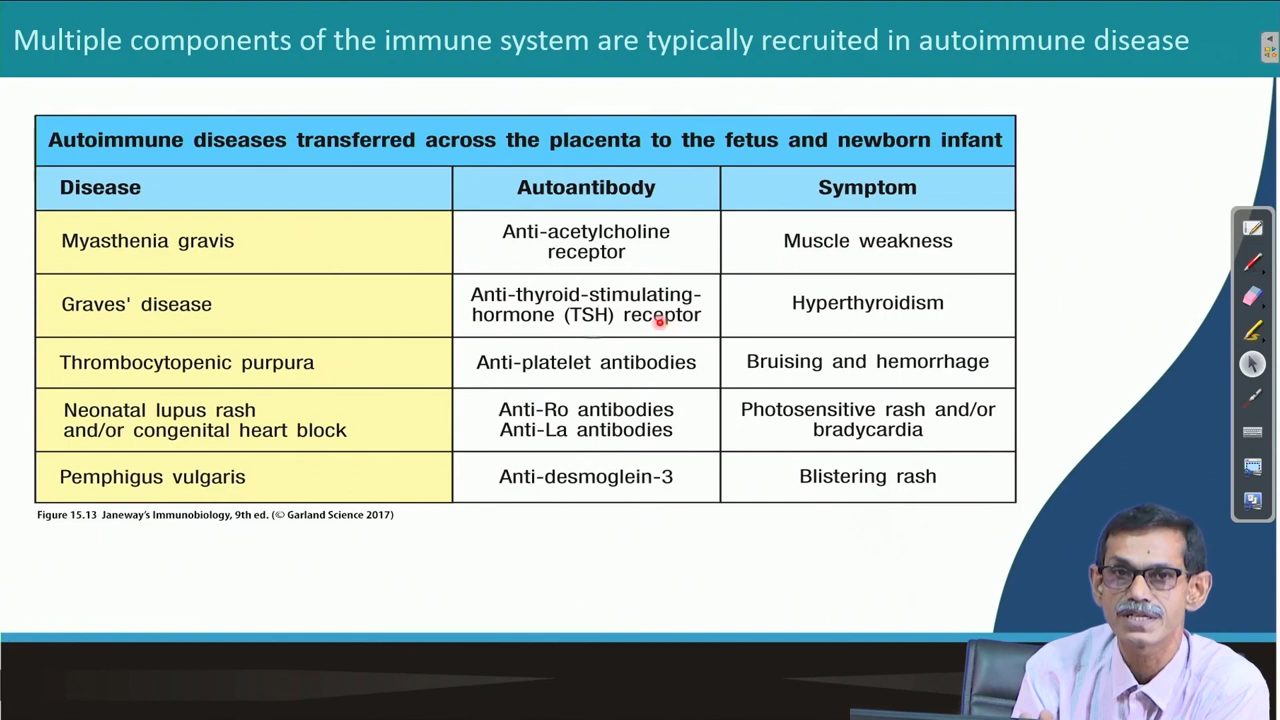 Multiple components of the immune system are typically recruited in autoimmune disease
Autoimmune diseases transferred across the placenta to the fetus and newborn infant
Disease Autoantibody Symptom
Myasthenia gravis
Anti-acetylcholine
receptor
Muscle weakness
Graves' disease
Anti-thyroid-stimulating-
hormone (TSH) receptor
Hyperthyroidism
Thrombocytopenic purpura
Anti-platelet antibodies
Bruising and hemorrhage
Neonatal lupus rash
and/or congenital heart block
Anti-Ro antibodies
Anti-La antibodies
Photosensitive rash and/or
bradycardia
Pemphigus vulgaris
Anti-desmoglein-3
Blistering rash
Figure 15.13 Janeway's Immunobiology, 9th ed. (© Garland Science 2017)